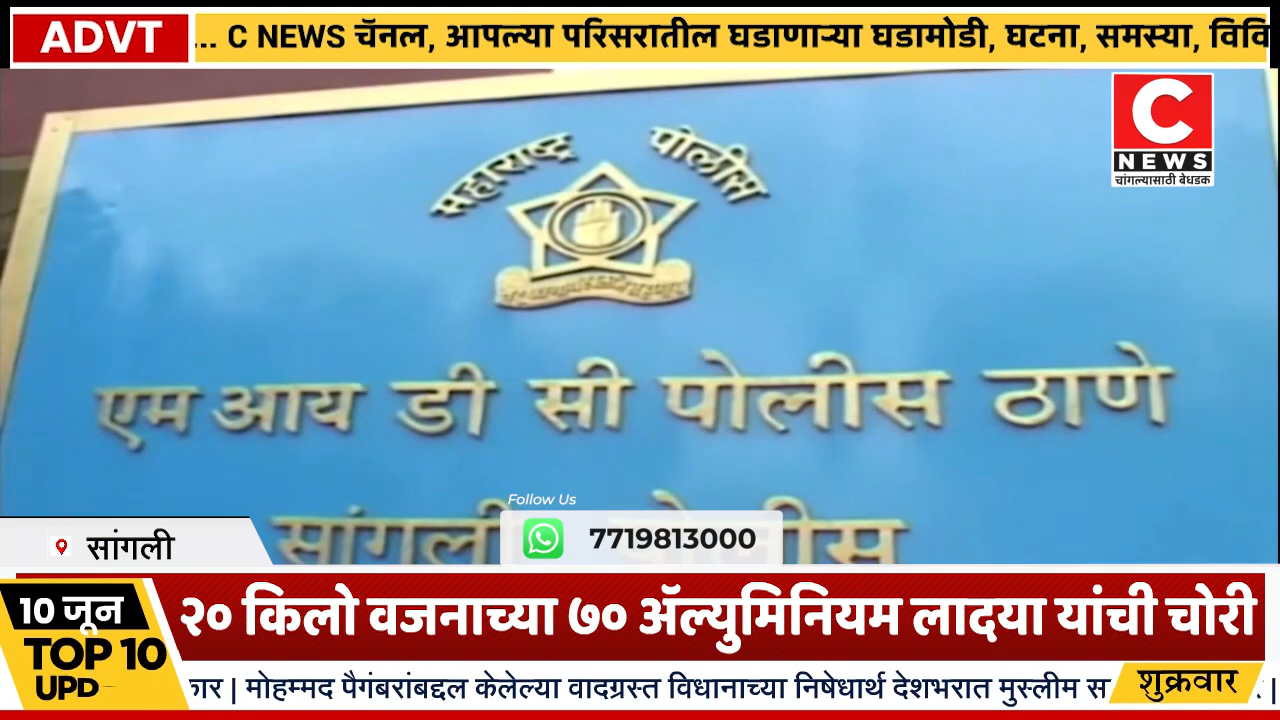 ADVT
... C NEWS चॅनल, आपल्या परिसरातील घडाणाऱ्या घडामोडी, घटना, समस्या, विवि
C
NEWS
चांगल्यासाठी बेधडक
महाराष्ट्र पोलीस
एम आय डी सी पोलीस ठाणे
सांगली पोलीस
Follow Us
7719813000
सांगली
10 जून
TOP 10
UPD
२० किलो वजनाच्या ७० ॲल्युमिनियम लादया यांची चोरी
कार | मोहम्मद पैगंबरांबद्दल केलेल्या वादग्रस्त विधानाच्या निषेधार्थ देशभरात मुस्लीम स
शुक्रवार